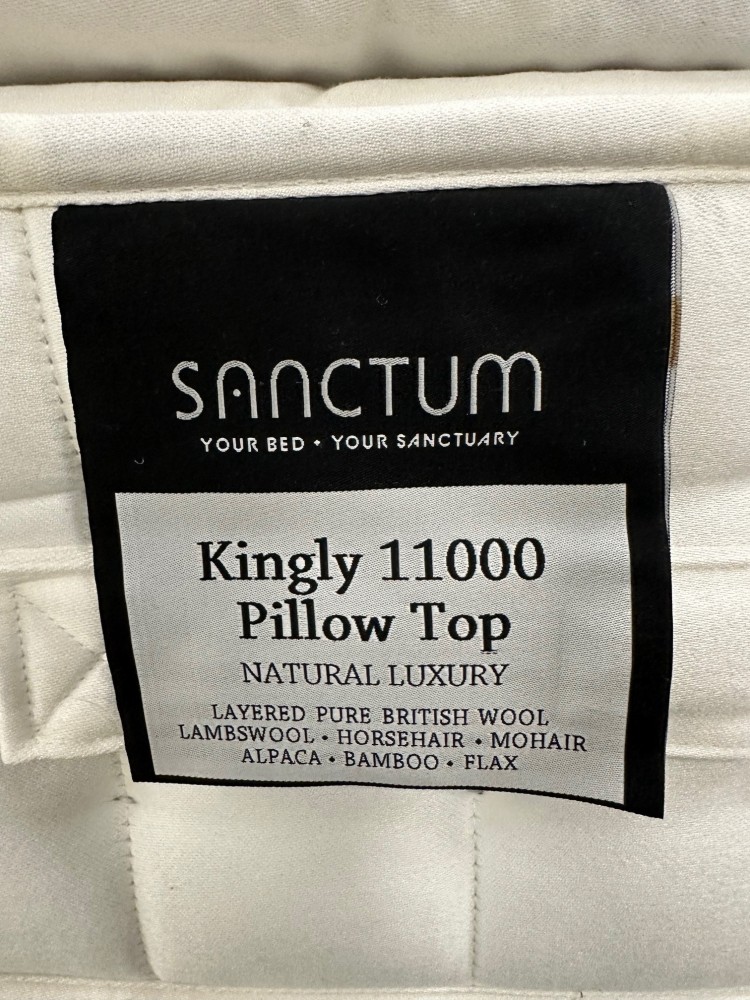 SANCTUM
YOUR BED • YOUR SANCTUARY
Kingly 11000
Pillow Top
NATURAL LUXURY
LAYERED PURE BRITISH WOOL
LAMBSWOOL • HORSEHAIR • MOHAIR
ALPACA • BAMBOO • FLAX